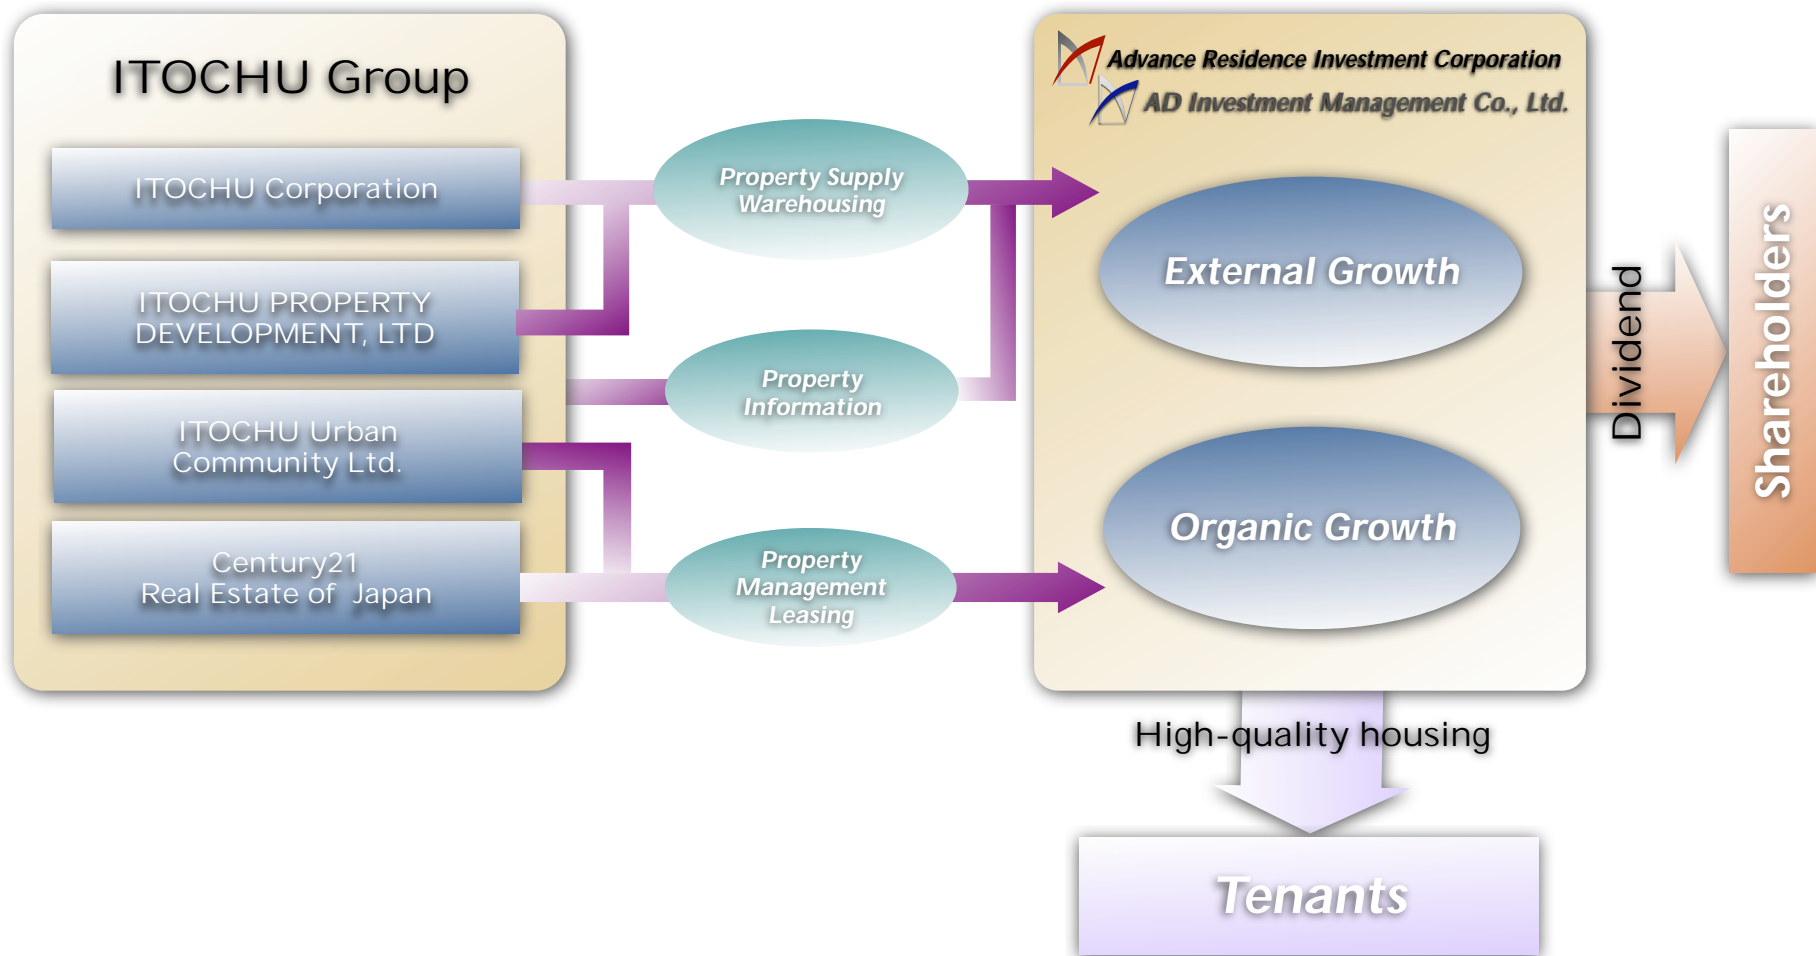 ITOCHU Group
ITOCHU Corporation
ITOCHU PROPERTY
DEVELOPMENT, LTD
ITOCHU Urban
Community Ltd.
Century21
Real Estate of Japan
Property Supply
Warehousing
Property
Information
Property
Management
Leasing
Advance Residence Investment Corporation
AD Investment Management Co., Ltd.
External Growth
Organic Growth
Dividend
Shareholders
High-quality housing
Tenants